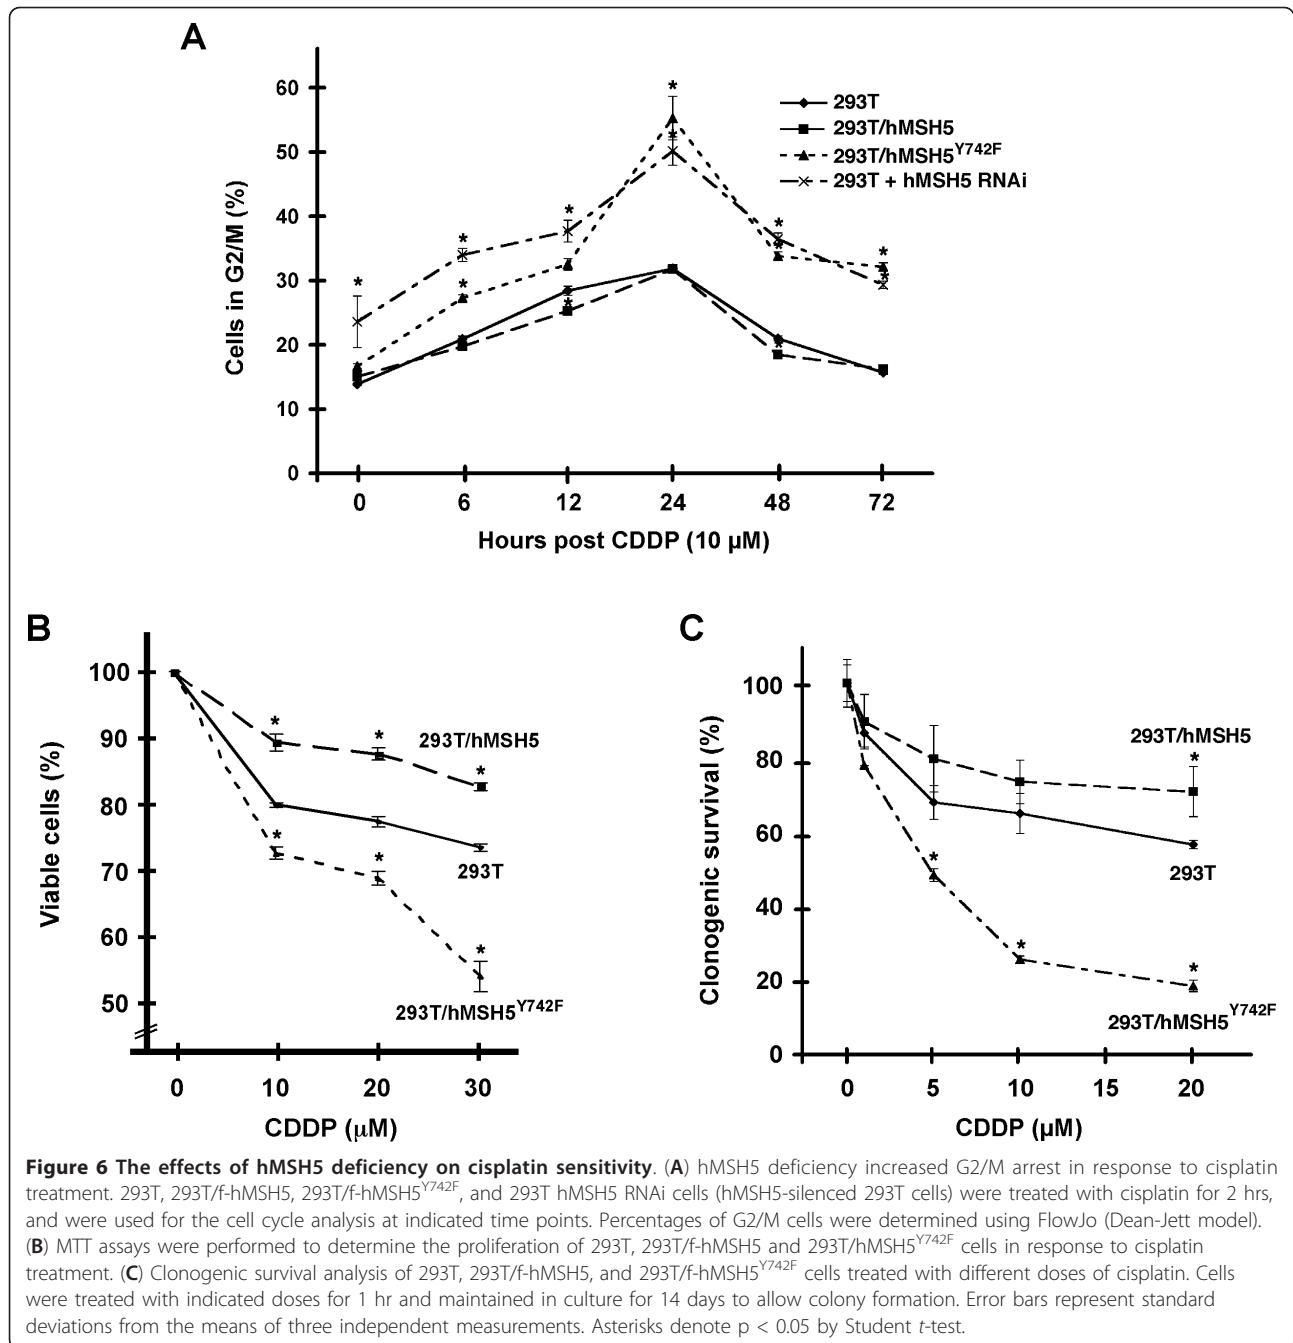 A
60
50
40
30
20
10
0
Cells in G2/M (%)
293T
293T/hMSH5
293T/hMSH5Y742F
293T + hMSH5 RNAi
* * * * * * * * * * * *
0 6 12 24 48 72
Hours post CDDP (10 µM)
B
100
90
80
70
60
50
Viable cells (%)
293T/hMSH5
293T
293T/hMSH5Y742F
* * * * * *
0 10 20 30
CDDP (µM)
C
100
80
60
40
20
0
Clonogenic survival (%)
293T/hMSH5
293T
293T/hMSH5Y742F
* * * *
0 5 10 15 20
CDDP (µM)
Figure 6 The effects of hMSH5 deficiency on cisplatin sensitivity. (A) hMSH5 deficiency increased G2/M arrest in response to cisplatin
treatment. 293T, 293T/f-hMSH5, 293T/f-hMSH5Y742F, and 293T hMSH5 RNAi cells (hMSH5-silenced 293T cells) were treated with cisplatin for 2 hrs,
and were used for the cell cycle analysis at indicated time points. Percentages of G2/M cells were determined using FlowJo (Dean-Jett model).
(B) MTT assays were performed to determine the proliferation of 293T, 293T/f-hMSH5 and 293T/hMSH5Y742F cells in response to cisplatin
treatment. (C) Clonogenic survival analysis of 293T, 293T/f-hMSH5, and 293T/f-hMSH5Y742F cells treated with different doses of cisplatin. Cells
were treated with indicated doses for 1 hr and maintained in culture for 14 days to allow colony formation. Error bars represent standard
deviations from the means of three independent measurements. Asterisks denote p < 0.05 by Student t-test.